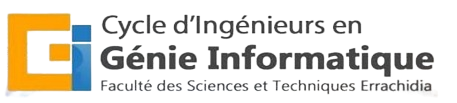 Cycle d'Ingénieurs en
Génie Informatique
Faculté des Sciences et Techniques Errachidia